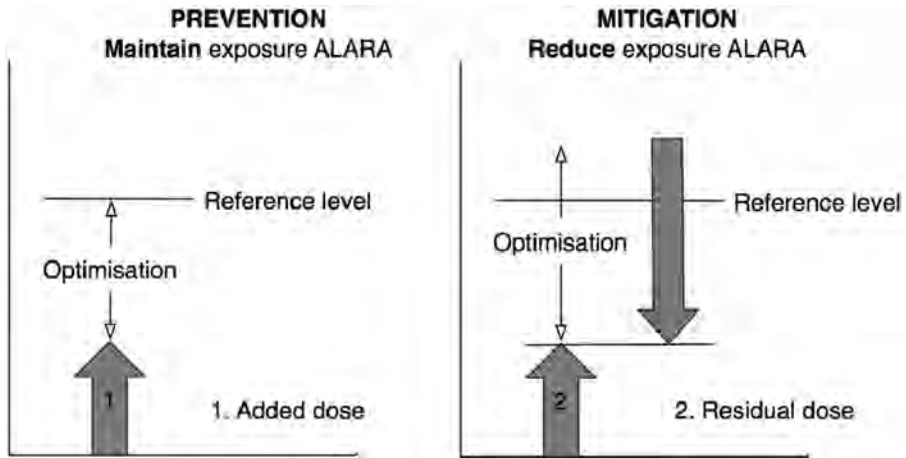 PREVENTION
Maintain exposure ALARA
Reference level
Optimisation
1
1. Added dose
MITIGATION
Reduce exposure ALARA
Reference level
Optimisation
2
2. Residual dose